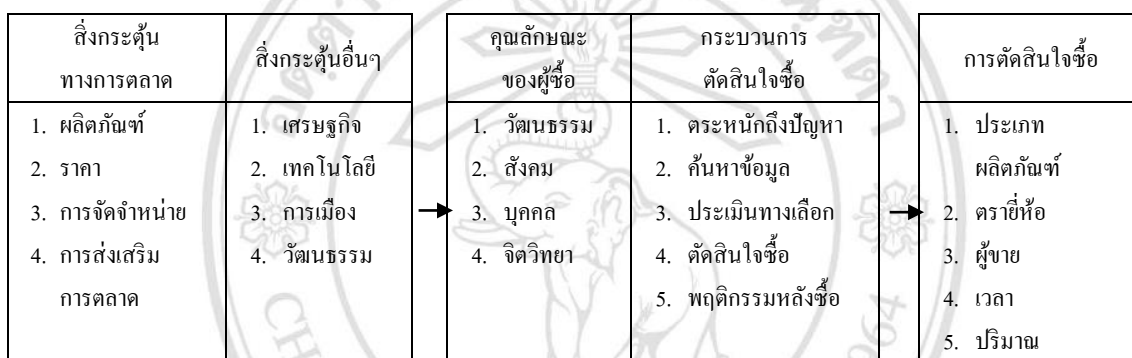 สิ่งกระตุ้น
ทางการตลาด
1. ผลิตภัณฑ์
2. ราคา
3. การจัดจำหน่าย
4. การส่งเสริม
การตลาด
สิ่งกระตุ้นอื่นๆ
1. เศรษฐกิจ
2. เทคโนโลยี
3. การเมือง
4. วัฒนธรรม
คุณลักษณะ
ของผู้ซื้อ
1. วัฒนธรรม
2. สังคม
3. บุคคล
4. จิตวิทยา
กระบวนการ
ตัดสินใจซื้อ
1. ตระหนักถึงปัญหา
2. ค้นหาข้อมูล
3. ประเมินทางเลือก
4. ตัดสินใจซื้อ
5. พฤติกรรมหลังซื้อ
การตัดสินใจซื้อ
1. ประเภท
ผลิตภัณฑ์
2. ตรายี่ห้อ
3. ผู้ขาย
4. เวลา
5. ปริมาณ